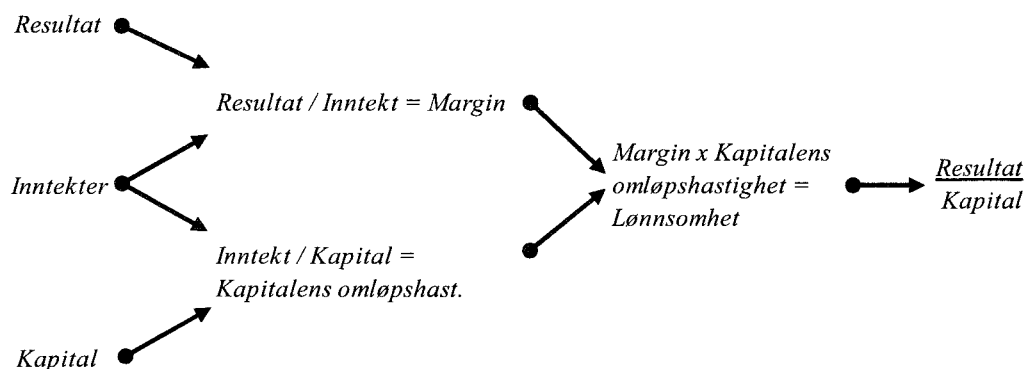 Resultat
Resultat / Inntekt = Margin
Inntekter
Inntekt / Kapital =
Kapitalens omløpshast.
Kapital
Margin x Kapitalens
omløpshastighet =
Lønnsomhet
Resultat
Kapital